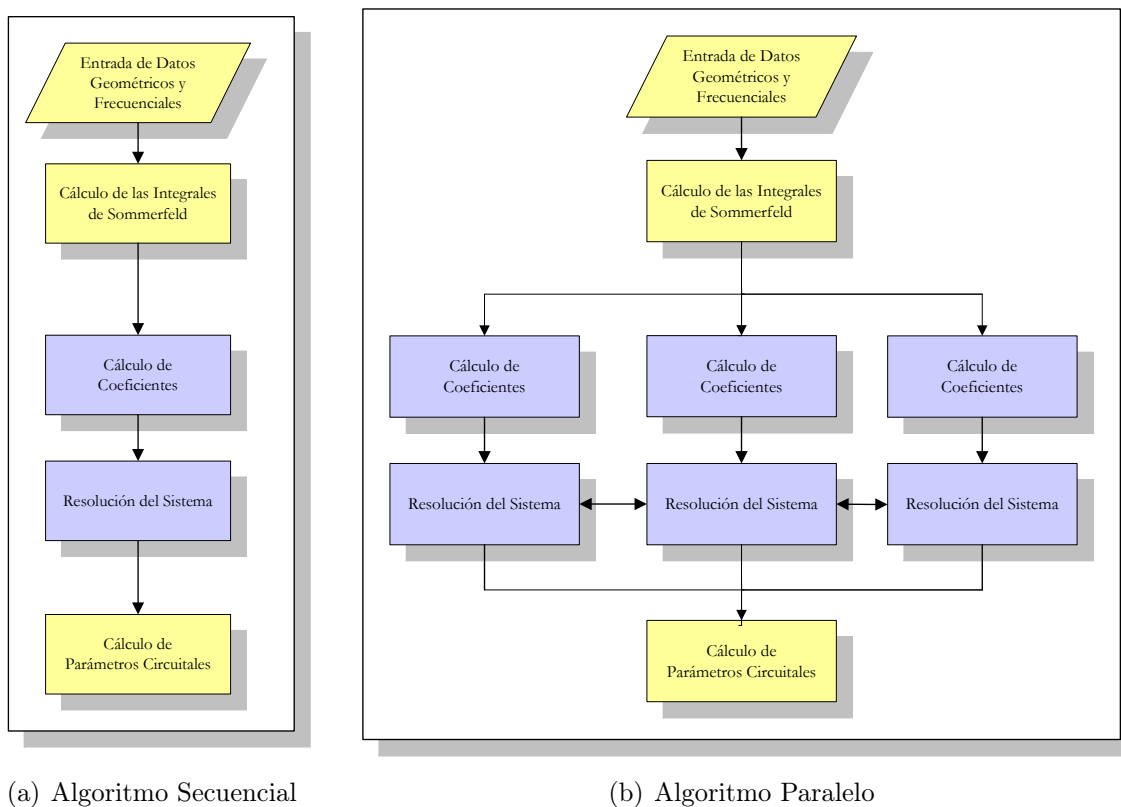 Entrada de Datos
Geométricos y
Frecuenciales
Cálculo de las Integrales
de Sommerfeld
Cálculo de
Coeficientes
Resolución del Sistema
Cálculo de
Parámetros Circuitales
(a) Algoritmo Secuencial
Entrada de Datos
Geométricos y
Frecuenciales
Cálculo de las Integrales
de Sommerfeld
Cálculo de
Coeficientes
Cálculo de
Coeficientes
Cálculo de
Coeficientes
Resolución del Sistema
Resolución del Sistema
Resolución del Sistema
Cálculo de
Parámetros Circuitales
(b) Algoritmo Paralelo